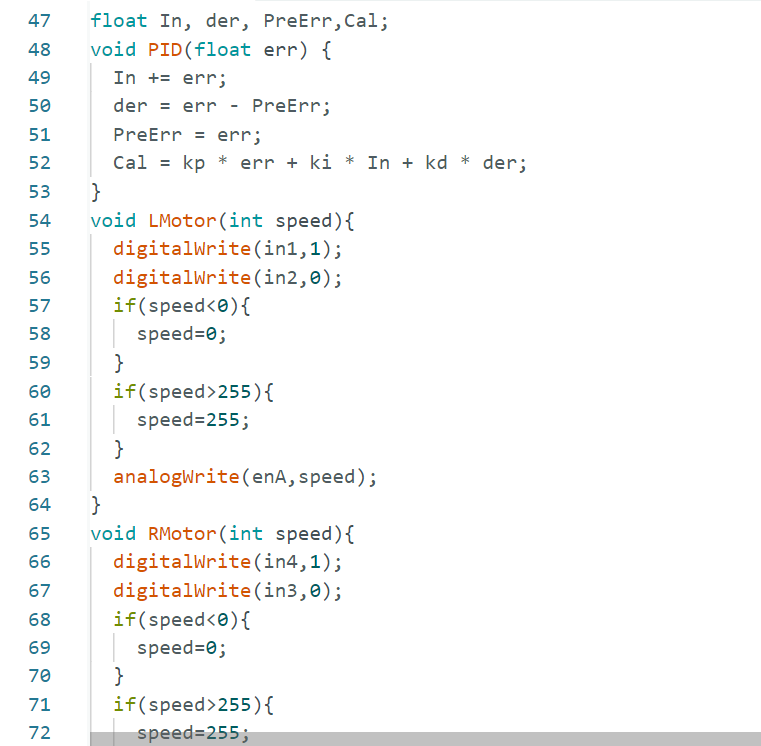 47 float In, der, PreErr,Cal;
48 void PID(float err) {
49   In += err;
50   der = err - PreErr;
51   PreErr = err;
52   Cal = kp * err + ki * In + kd * der;
53 }
54 void LMotor(int speed){
55   digitalWrite(in1,1);
56   digitalWrite(in2,0);
57   if(speed<0){
58     speed=0;
59   }
60   if(speed>255){
61     speed=255;
62   }
63   analogWrite(enA,speed);
64 }
65 void RMotor(int speed){
66   digitalWrite(in4,1);
67   digitalWrite(in3,0);
68   if(speed<0){
69     speed=0;
70   }
71   if(speed>255){
72     speed=255;